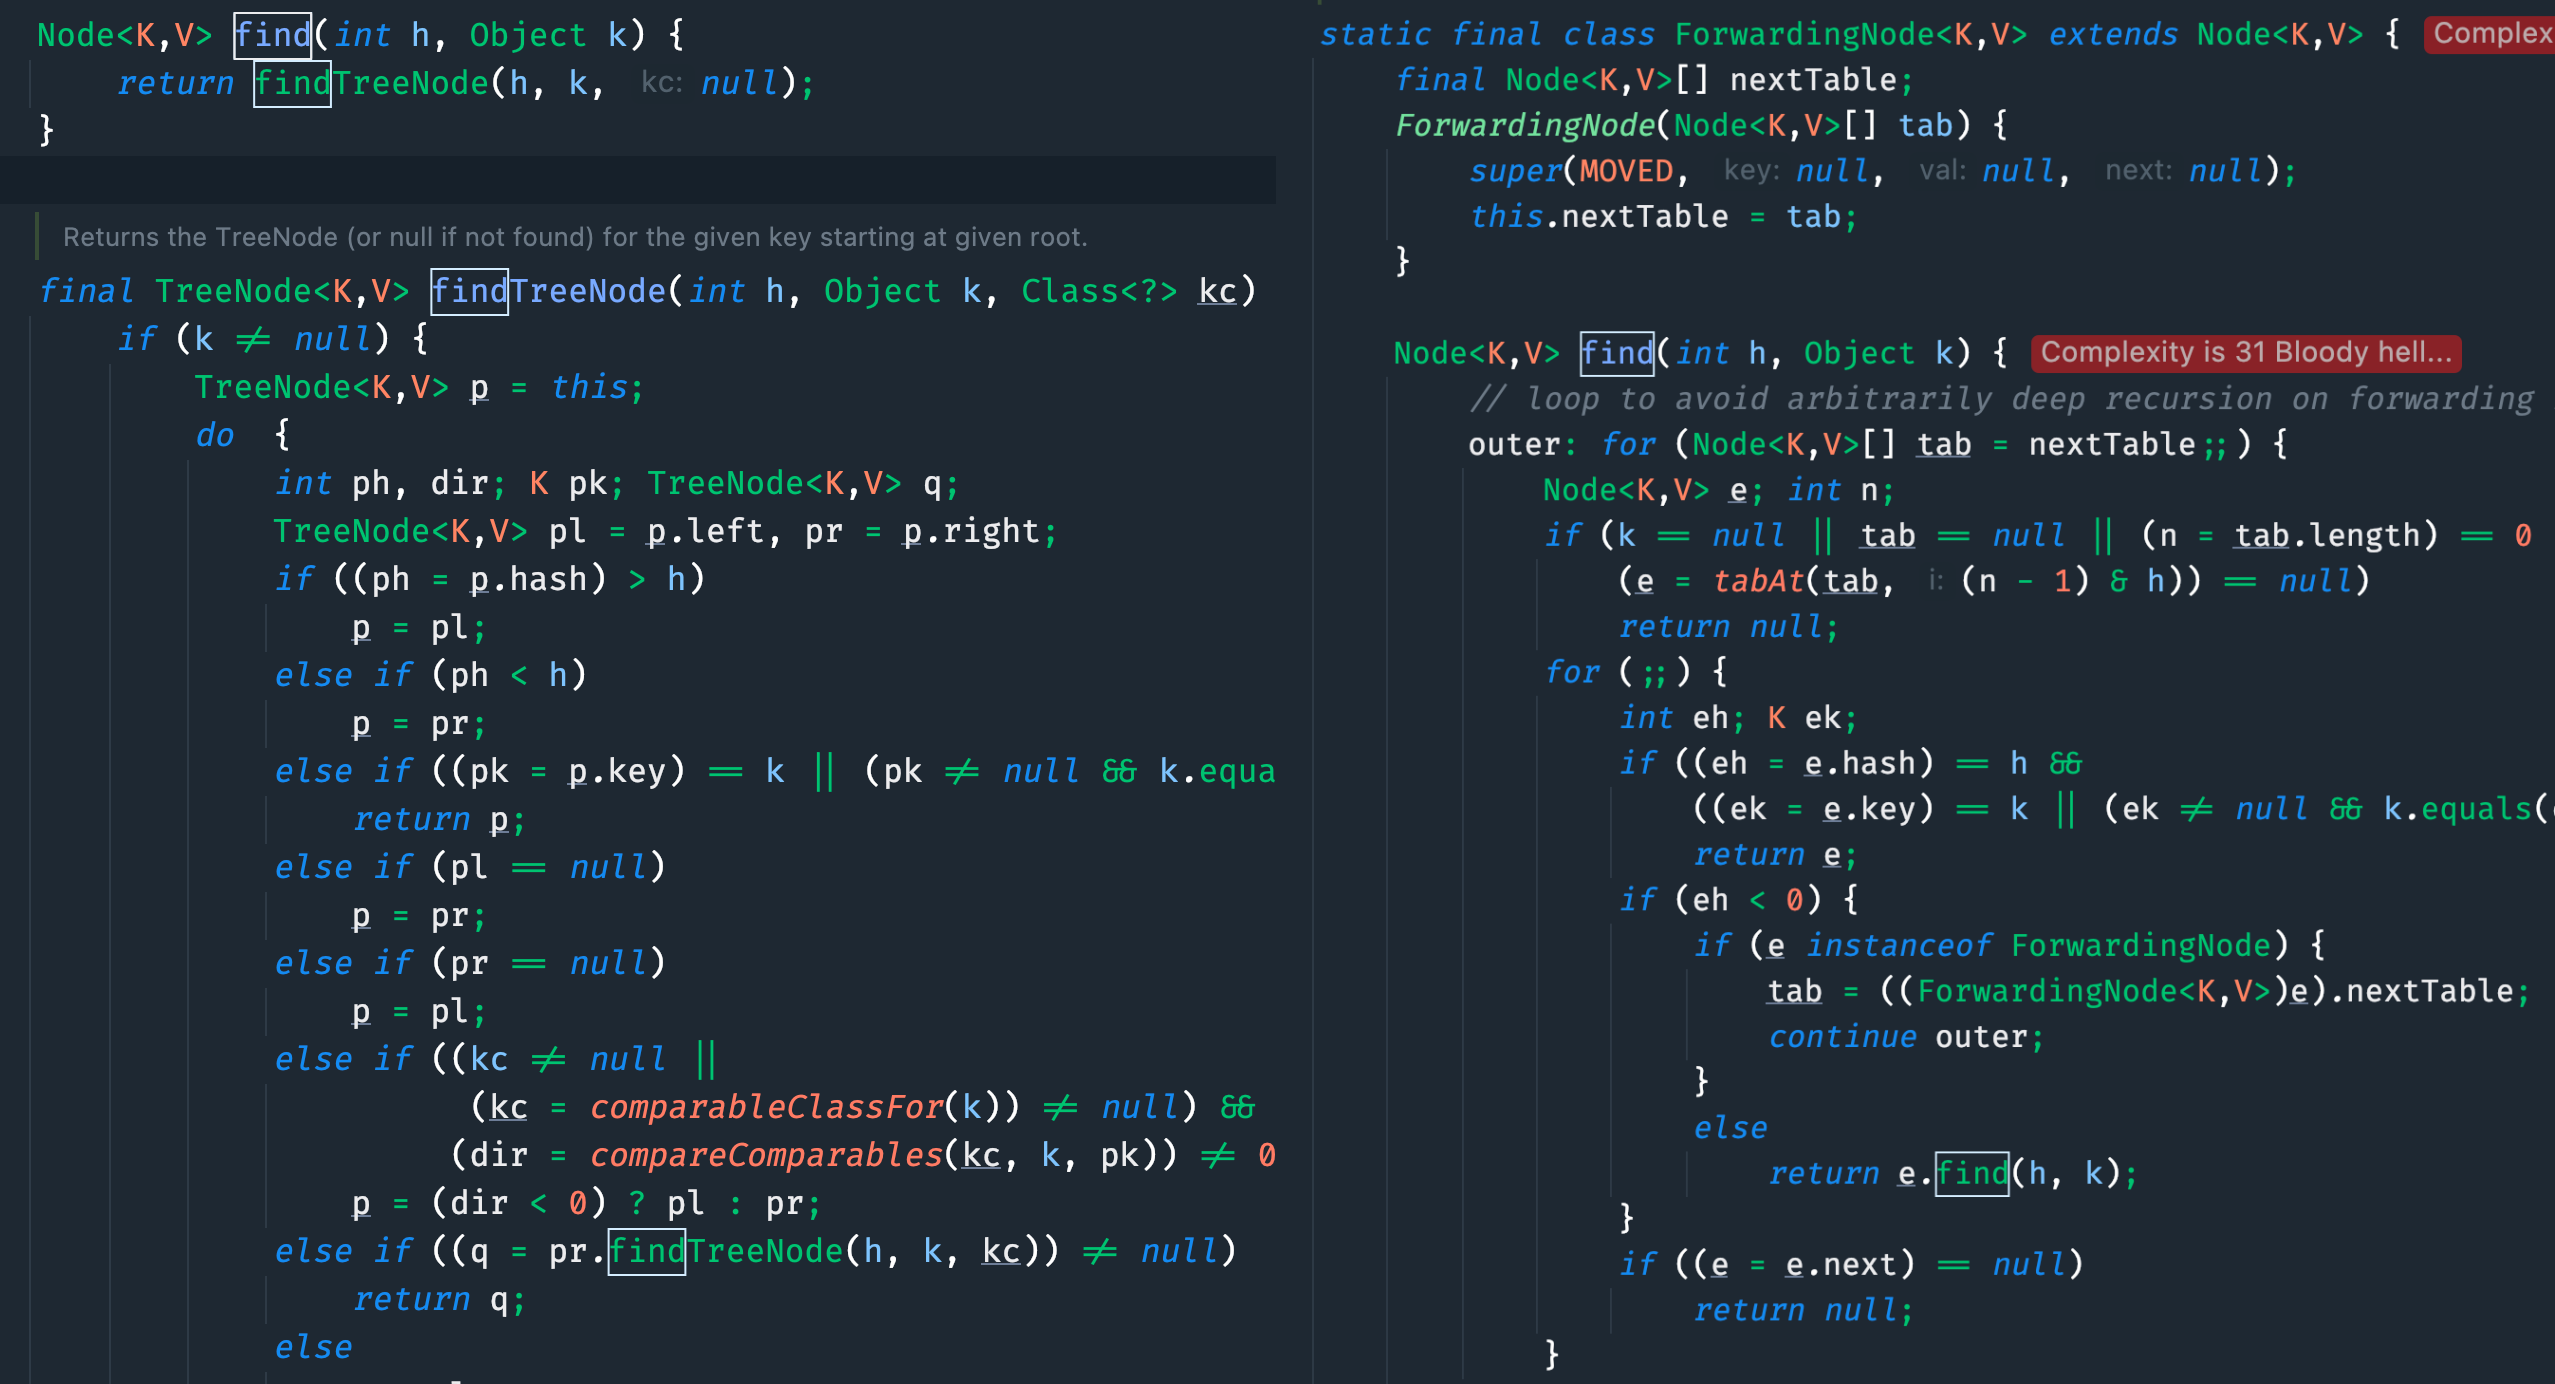 Node<K,V> find(int h, Object k) {
return findTreeNode(h, k, kc: null);
}
Returns the TreeNode (or null if not found) for the given key starting at given root.
final TreeNode<K,V> findTreeNode(int h, Object k, Class<?> kc)
if (k != null) {
TreeNode<K,V> p = this;
do {
int ph, dir; K pk; TreeNode<K,V> q;
TreeNode<K,V> pl = p.left, pr = p.right;
if ((ph = p.hash) > h)
p = pl;
else if (ph < h)
p = pr;
else if ((pk = p.key) == k || (pk != null && k.equa
return p;
else if (pl == null)
p = pr;
else if (pr == null)
p = pl;
else if ((kc != null ||
(kc = comparableClassFor(k)) != null) &&
(dir = compareComparables(kc, k, pk)) != 0
p = (dir < 0) ? pl : pr;
else if ((q = pr.findTreeNode(h, k, kc)) != null)
return q;
else
static final class ForwardingNode<K,V> extends Node<K,V> { Complex
final Node<K,V>[] nextTable;
ForwardingNode(Node<K,V>[] tab) {
super(MOVED, key: null, val: null, next: null);
this.nextTable = tab;
}
Node<K,V> find(int h, Object k) { Complexity is 31 Bloody hell...
// loop to avoid arbitrarily deep recursion on forwarding
outer: for (Node<K,V>[] tab = nextTable;;) {
Node<K,V> e; int n;
if (k == null || tab == null || (n = tab.length) == 0
(e = tabAt(tab, i: (n - 1) & h)) == null)
return null;
for (;;) {
int eh; K ek;
if ((eh = e.hash) == h &&
((ek = e.key) == k || (ek != null && k.equals(
return e;
if (eh < 0) {
if (e instanceof ForwardingNode) {
tab = ((ForwardingNode<K,V>)e).nextTable;
continue outer;
}
else
return e.find(h, k);
}
if ((e = e.next) == null)
return null;
}